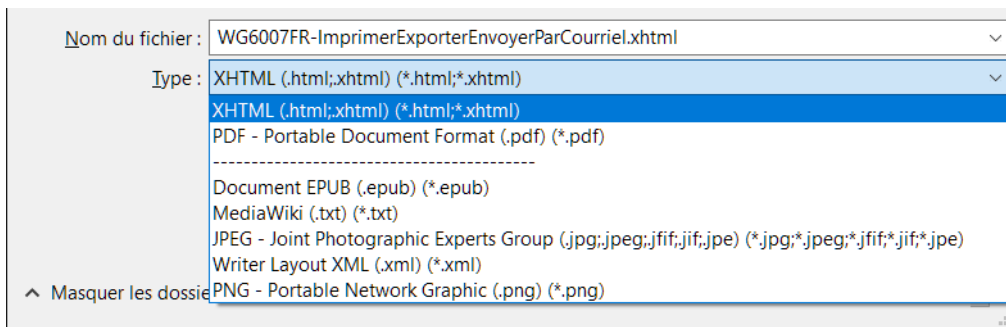 Nom du fichier : WG6007FR-ImprimerExporterEnvoyerParCourriel.xhtml
Type : XHTML (.html;.xhtml) (*.html;*.xhtml)
XHTML (.html;.xhtml) (*.html;*.xhtml)
PDF - Portable Document Format (.pdf) (*.pdf)
------------------------------------------
Document EPUB (.epub) (*.epub)
MediaWiki (.txt) (*.txt)
JPEG - Joint Photographic Experts Group (.jpg;.jpeg;.jfif;.jif;.jpe) (*.jpg;*.jpeg;*.jfif;*.jif;*.jpe)
Writer Layout XML (.xml) (*.xml)
Masquer les dossie PNG - Portable Network Graphic (.png) (*.png)